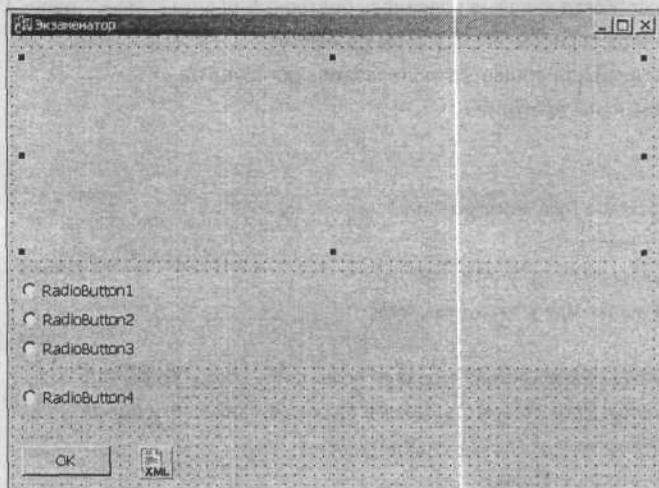 Экзаменатор
RadioButton1
RadioButton2
RadioButton3
RadioButton4
OK
XML